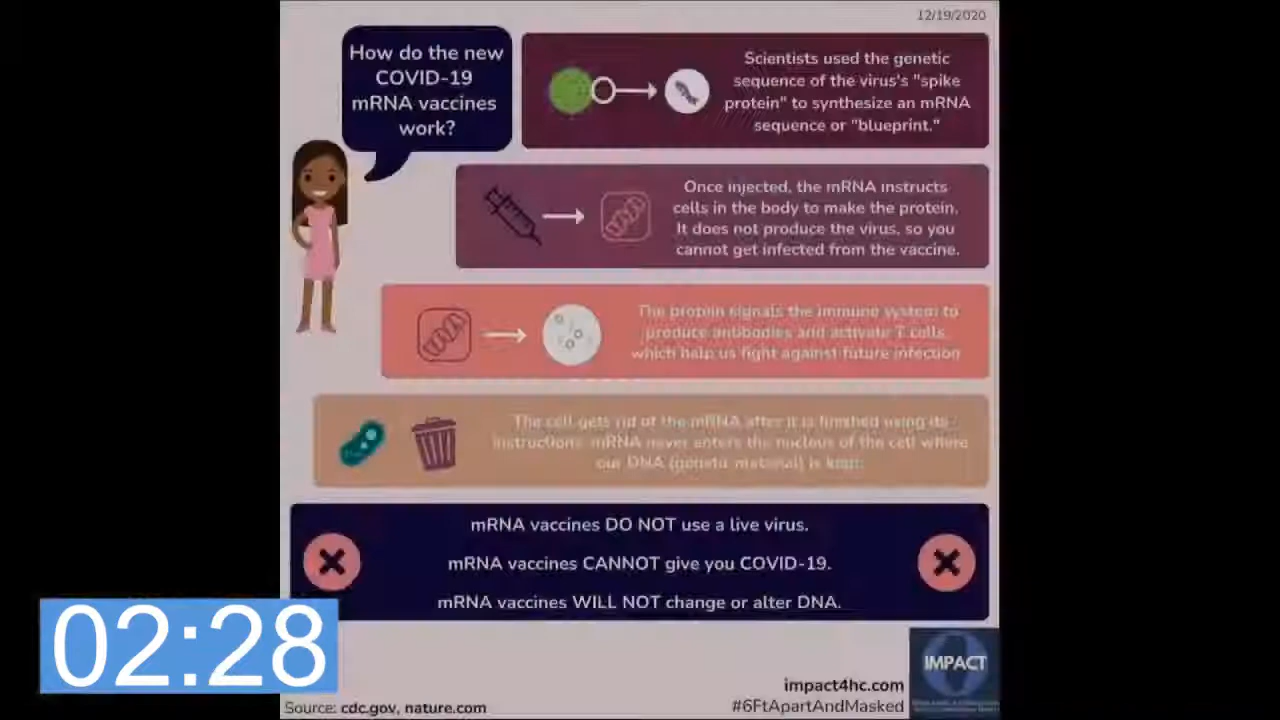 12/19/2020
How do the new
COVID-19
mRNA vaccines
work?
Scientists used the genetic
sequence of the virus's "spike
protein" to synthesize an mRNA
sequence or "blueprint."
Once injected, the mRNA instructs
cells in the body to make the protein.
It does not produce the virus, so you
cannot get infected from the vaccine.
The protein signals the immune system to
produce antibodies and activate T cells
which help us fight against future infection
The cell gets rid of the mRNA after it is finished using its
instructions. mRNA never enters the nucleus of the cell where
our DNA (genetic material) is kept.
mRNA vaccines DO NOT use a live virus.
mRNA vaccines CANNOT give you COVID-19.
mRNA vaccines WILL NOT change or alter DNA.
02:28
IMPACT
impact4hc.com
#6FtApartAndMasked
Source: cdc.gov, nature.com